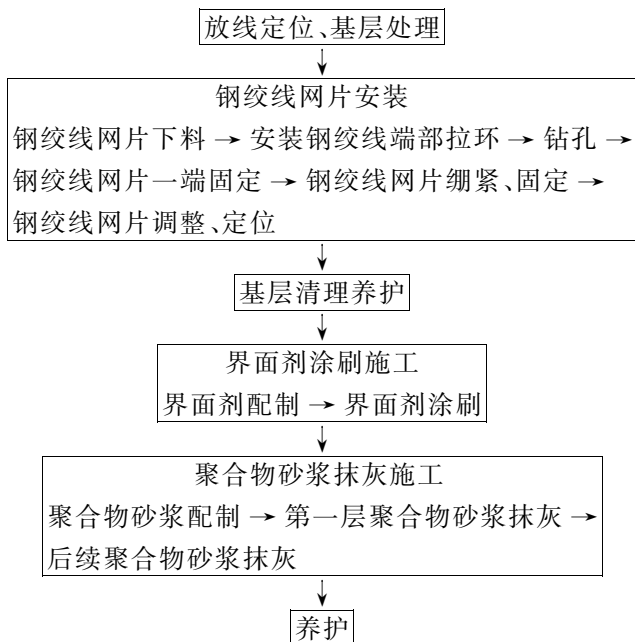 放线定位、基层处理
钢绞线网片安装
钢绞线网片下料 → 安装钢绞线端部拉环 → 钻孔 →
钢绞线网片一端固定 → 钢绞线网片绷紧、固定 →
钢绞线网片调整、定位
基层清理养护
界面剂涂刷施工
界面剂配制 → 界面剂涂刷
聚合物砂浆抹灰施工
聚合物砂浆配制 → 第一层聚合物砂浆抹灰 →
后续聚合物砂浆抹灰
养护